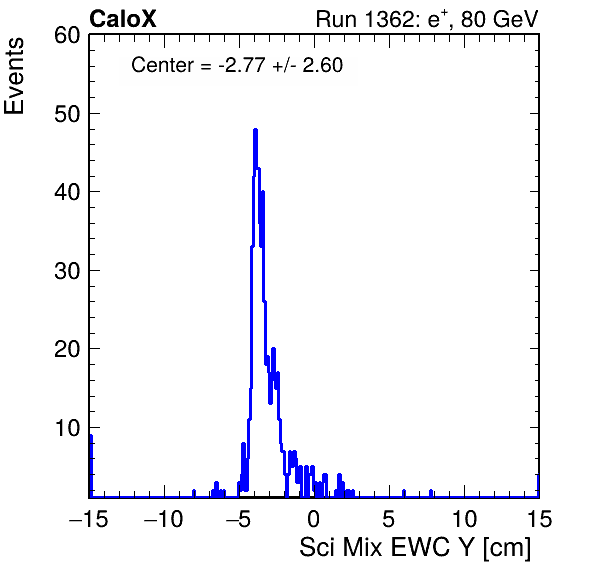 CaloX Run 1362: e⁺, 80 GeV
Center = -2.77 +/- 2.60
Events
60
50
40
30
20
10
−15 −10 −5 0 5 10 15
Sci Mix EWC Y [cm]